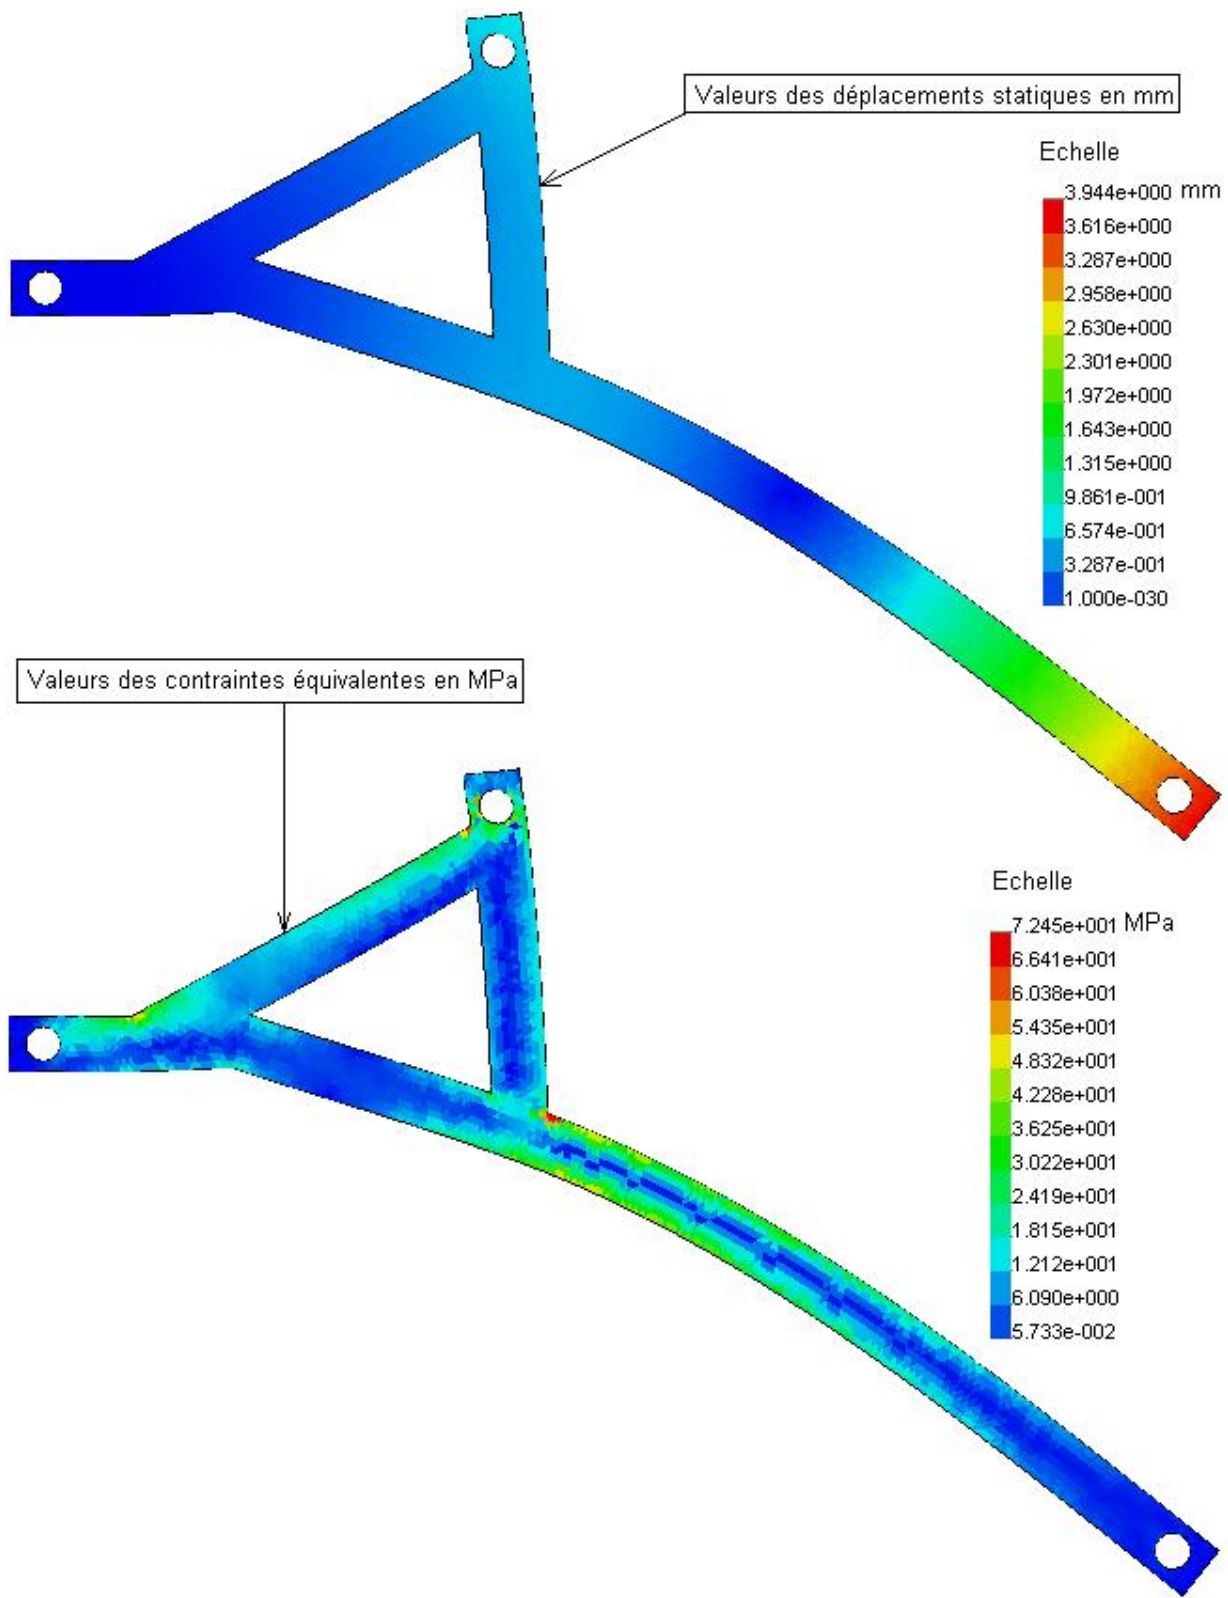 Valeurs des déplacements statiques en mm
Echelle
3.944e+000 mm
3.616e+000
3.287e+000
2.958e+000
2.630e+000
2.301e+000
1.972e+000
1.643e+000
1.315e+000
9.861e-001
6.574e-001
3.287e-001
1.000e-030
Valeurs des contraintes équivalentes en MPa
Echelle
7.245e+001 MPa
6.641e+001
6.038e+001
5.435e+001
4.832e+001
4.228e+001
3.625e+001
3.022e+001
2.419e+001
1.815e+001
1.212e+001
6.090e+000
5.733e-002